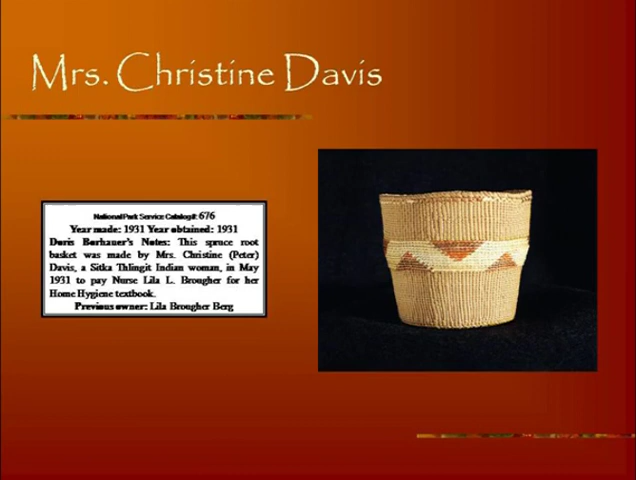 Mrs. Christine Davis
National Park Service Catalog#: 676
Year made: 1931 Year obtained: 1931
Doris Borhauer's Notes: This spruce root
basket was made by Mrs. Christine (Peter)
Davis, a Sitka Thlingit Indian woman, in May
1931 to pay Nurse Lila L. Brougher for her
Home Hygiene textbook.
Previous owner: Lila Brougher Berg